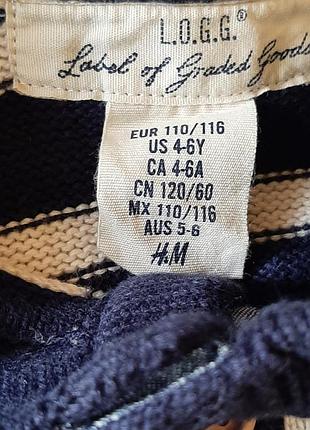 L.O.G.G.
Label of Graded Goods
EUR 110/116
US 4-6Y
CA 4-6A
CN 120/60
MX 110/116
AUS 5-6
H&M